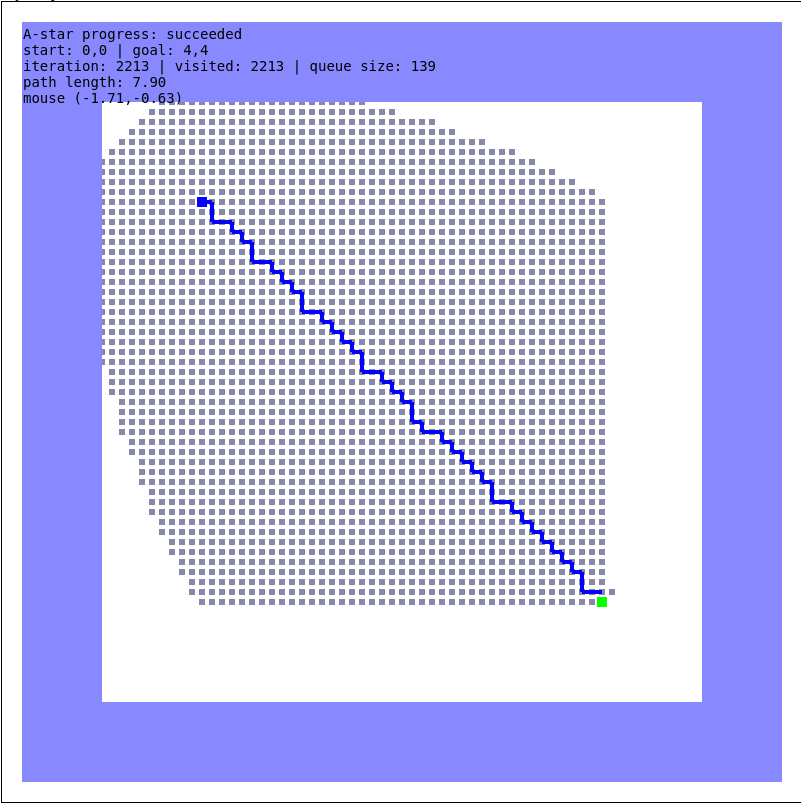 A-star progress: succeeded
start: 0,0 | goal: 4,4
iteration: 2213 | visited: 2213 | queue size: 139
path length: 7.90
mouse (-1.71,-0.63)